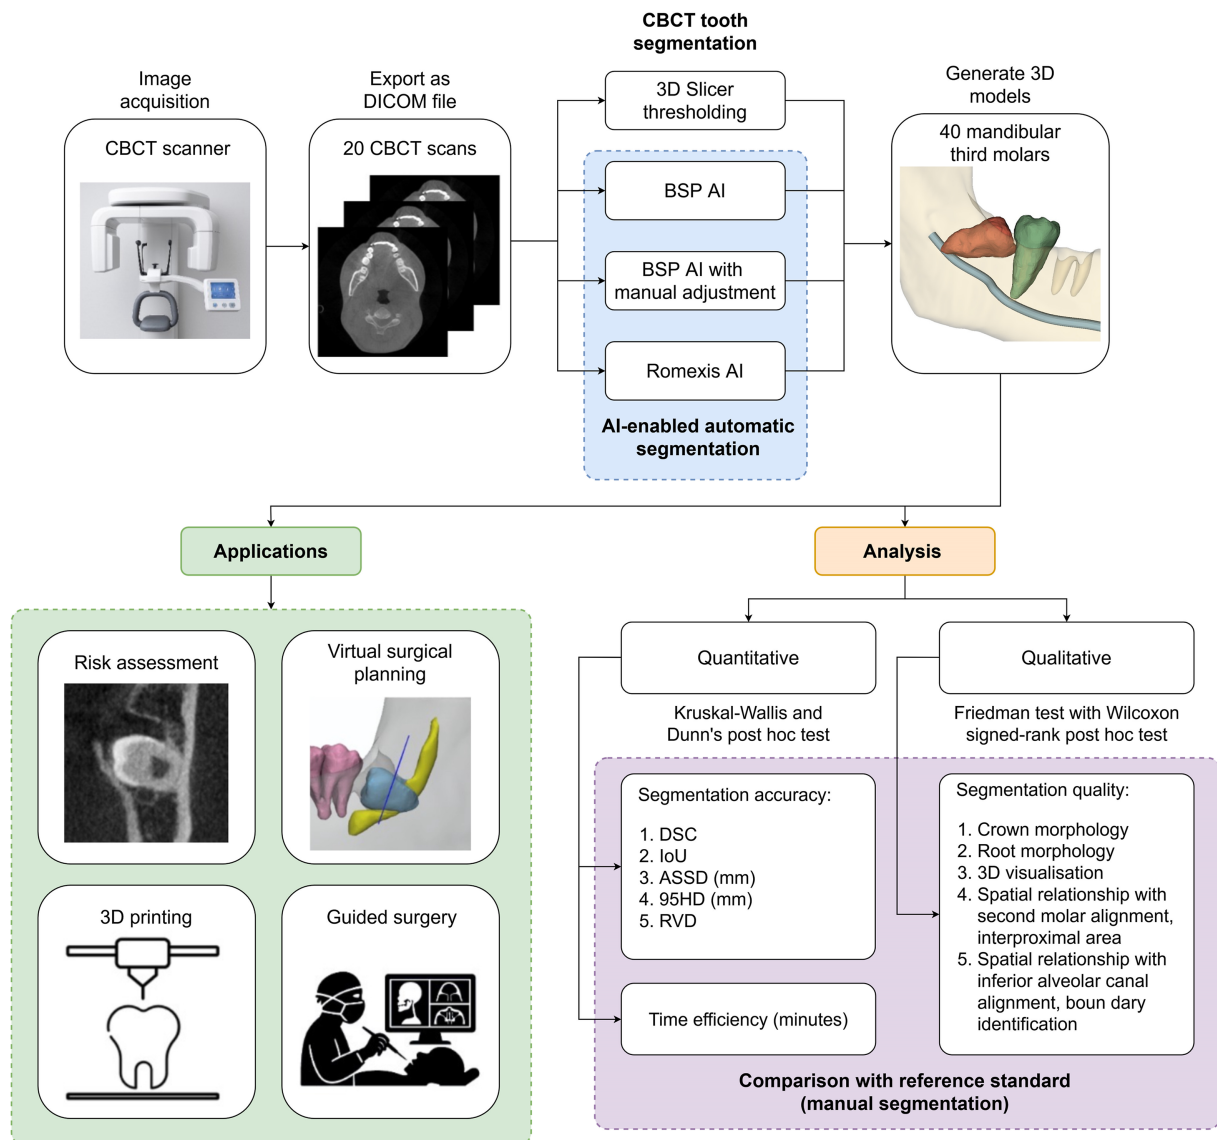 CBCT tooth
segmentation
Image
acquisition
Export as
DICOM file
Generate 3D
models
CBCT scanner
20 CBCT scans
3D Slicer
thresholding
BSP AI
BSP AI with
manual adjustment
Romexis AI
AI-enabled automatic
segmentation
40 mandibular
third molars
Applications
Analysis
Risk assessment
Virtual surgical
planning
3D printing
Guided surgery
Quantitative
Qualitative
Kruskal-Wallis and
Dunn's post hoc test
Friedman test with Wilcoxon
signed-rank post hoc test
Segmentation accuracy:
1. DSC
2. IoU
3. ASSD (mm)
4. 95HD (mm)
5. RVD
Time efficiency (minutes)
Segmentation quality:
1. Crown morphology
2. Root morphology
3. 3D visualisation
4. Spatial relationship with
second molar alignment,
interproximal area
5. Spatial relationship with
inferior alveolar canal
alignment, boun dary
identification
Comparison with reference standard
(manual segmentation)